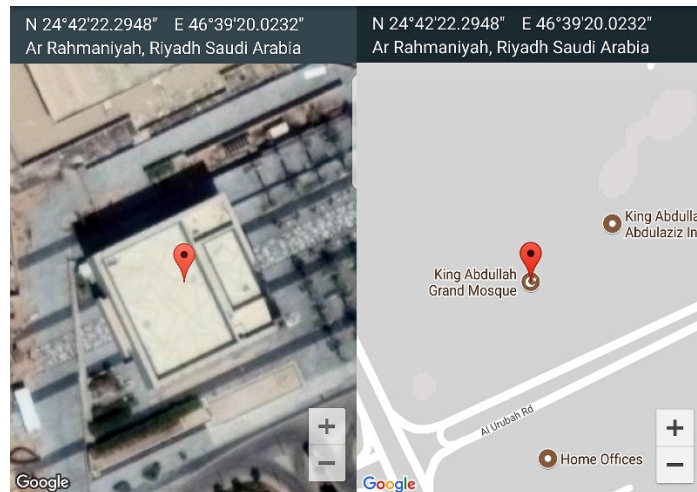 N 24°42'22.2948" E 46°39'20.0232"
Ar Rahmaniyah, Riyadh Saudi Arabia
+
−
Google
N 24°42'22.2948" E 46°39'20.0232"
Ar Rahmaniyah, Riyadh Saudi Arabia
King Abdulla
Abdulaziz In
King Abdullah
Grand Mosque
Al Urubah Rd
Home Offices
+
−
Google